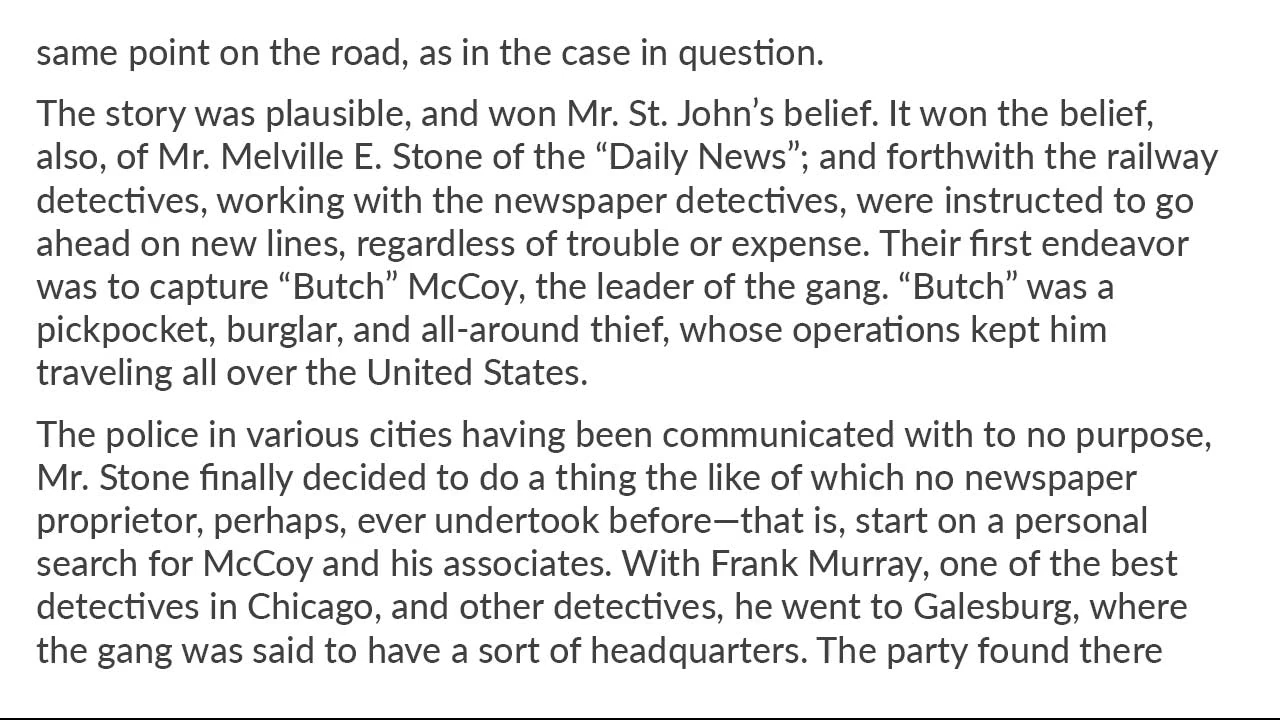 same point on the road, as in the case in question.
The story was plausible, and won Mr. St. John’s belief. It won the belief,
also, of Mr. Melville E. Stone of the “Daily News”; and forthwith the railway
detectives, working with the newspaper detectives, were instructed to go
ahead on new lines, regardless of trouble or expense. Their first endeavor
was to capture “Butch” McCoy, the leader of the gang. “Butch” was a
pickpocket, burglar, and all-around thief, whose operations kept him
traveling all over the United States.
The police in various cities having been communicated with to no purpose,
Mr. Stone finally decided to do a thing the like of which no newspaper
proprietor, perhaps, ever undertook before—that is, start on a personal
search for McCoy and his associates. With Frank Murray, one of the best
detectives in Chicago, and other detectives, he went to Galesburg, where
the gang was said to have a sort of headquarters. The party found there